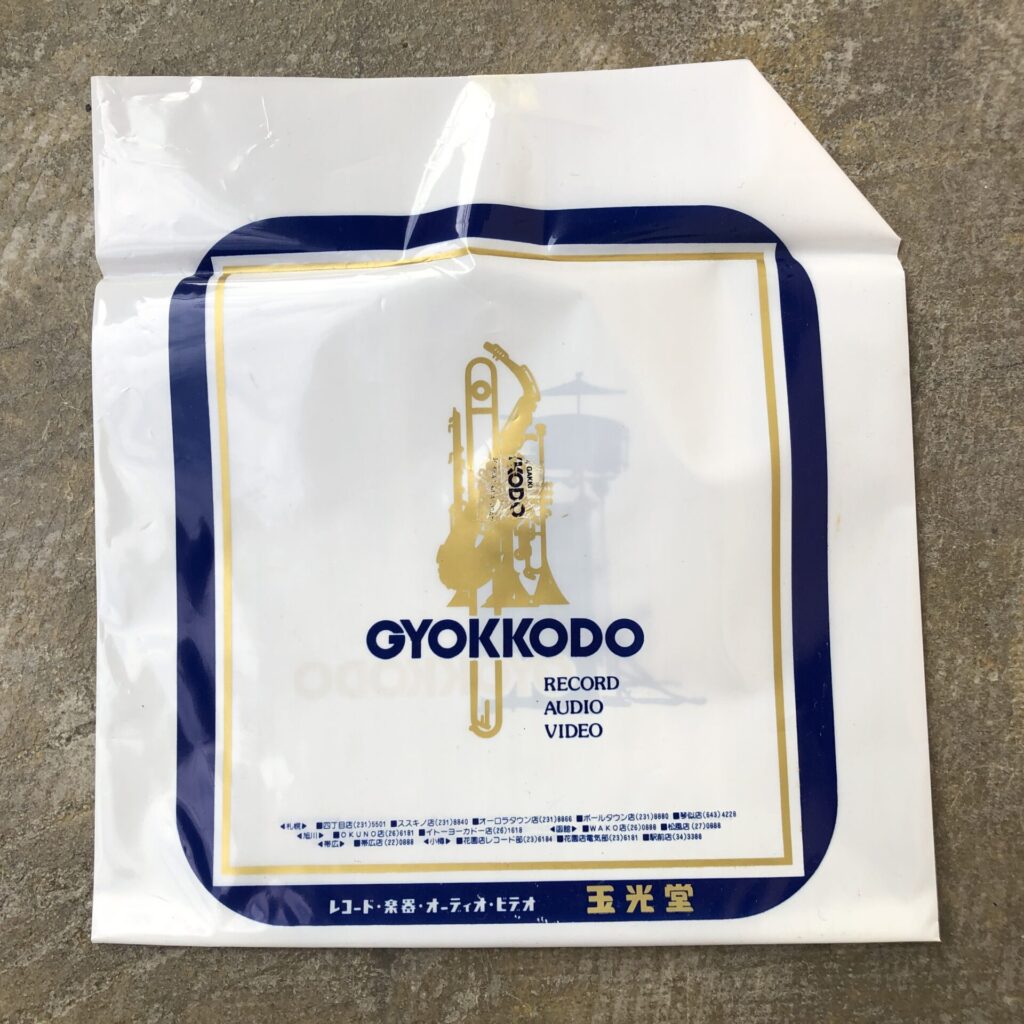 GAKKI
KODO
GYOKKODO
RECORD
AUDIO
VIDEO
◀札幌▶ ■四丁目店(231)5501 ■ススキノ店(231)8840 ■オーロラタウン店(231)8866 ■ポールタウン店(231)8880 ■琴似店(643)4228
◀旭川▶ ■OKUNO店(26)6181 ■イトーヨーカドー店(26)1618 ◀函館▶ ■WAKO店(26)0888 ■松風店(27)0888
◀帯広▶ ■帯広店(22)0888 ◀小樽▶ ■花園店レコード部(23)6184 ■花園店電気部(23)6181 ■駅前店(34)3388
レコード・楽器・オーディオ・ビデオ 玉光堂